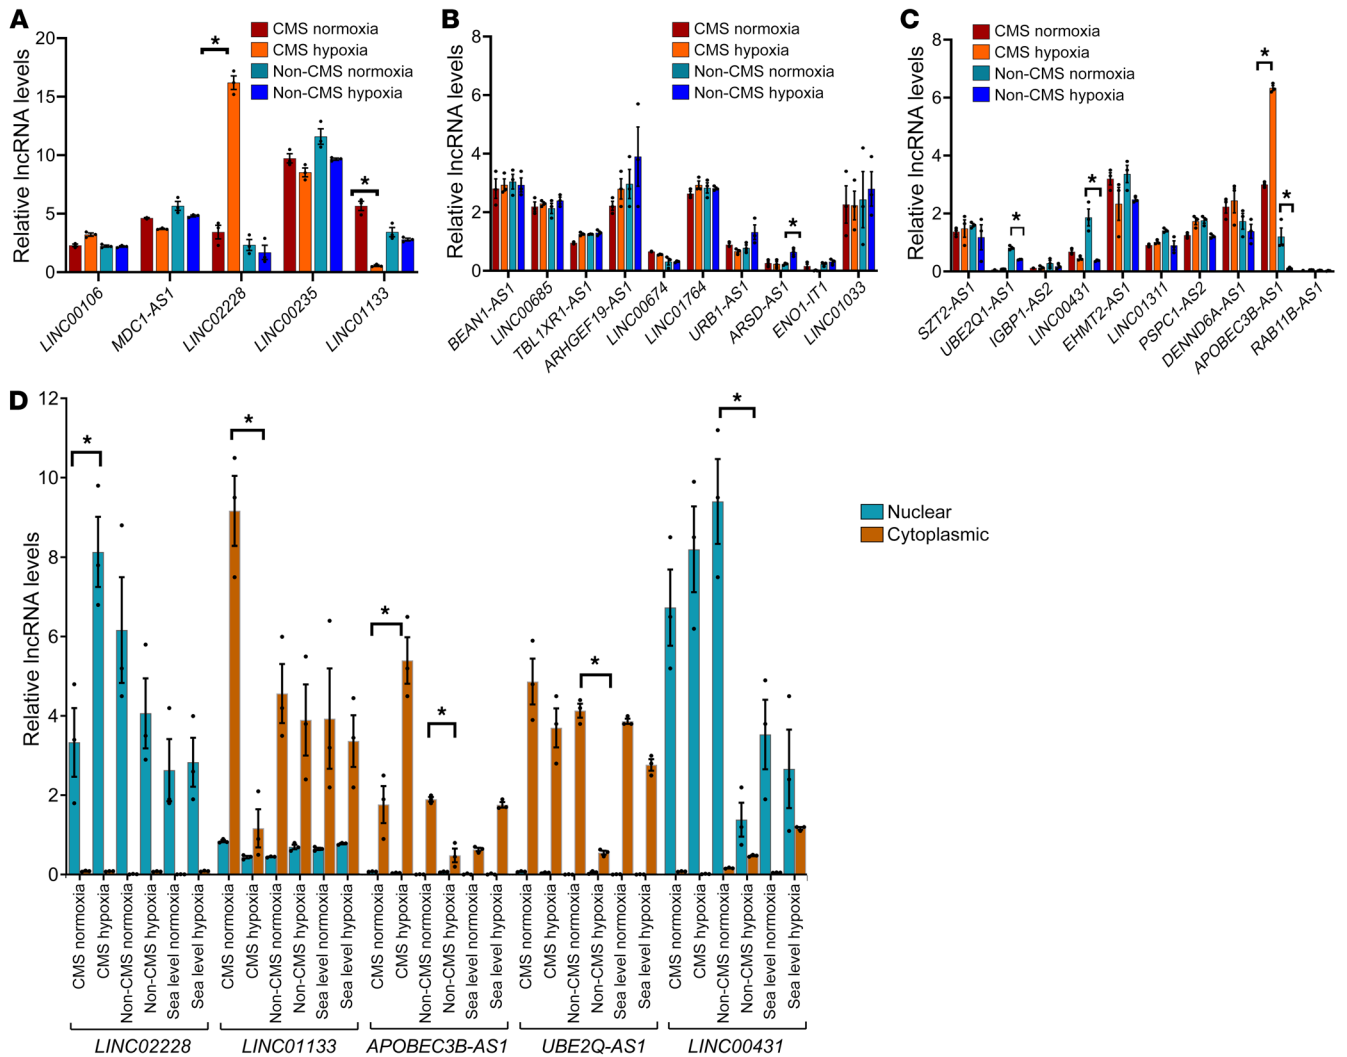 A
Relative lncRNA levels
20
15
10
5
0
CMS normoxia
CMS hypoxia
Non-CMS normoxia
Non-CMS hypoxia
*
*
LINC00106
MDC1-AS1
LINC02228
LINC00235
LINC01133
B
Relative lncRNA levels
8
6
4
2
0
CMS normoxia
CMS hypoxia
Non-CMS normoxia
Non-CMS hypoxia
*
BEAN1-AS1
LINC00685
TBL1XR1-AS1
ARHGEF19-AS1
LINC00674
LINC01764
URB1-AS1
ARSD-AS1
ENO1-IT1
LINC01033
C
Relative lncRNA levels
8
6
4
2
0
CMS normoxia
CMS hypoxia
Non-CMS normoxia
Non-CMS hypoxia
*
*
*
*
SZT2-AS1
UBE2Q1-AS1
IGBP1-AS2
LINC00431
EHMT2-AS1
LINC01311
PSPC1-AS2
DENND6A-AS1
APOBEC3B-AS1
RAB11B-AS1
D
Relative lncRNA levels
12
10
8
6
4
2
0
*
*
*
*
*
*
Nuclear
Cytoplasmic
CMS normoxia
CMS hypoxia
Non-CMS normoxia
Non-CMS hypoxia
Sea level normoxia
Sea level hypoxia
CMS normoxia
CMS hypoxia
Non-CMS normoxia
Non-CMS hypoxia
Sea level normoxia
Sea level hypoxia
CMS normoxia
CMS hypoxia
Non-CMS normoxia
Non-CMS hypoxia
Sea level normoxia
Sea level hypoxia
CMS normoxia
CMS hypoxia
Non-CMS normoxia
Non-CMS hypoxia
Sea level normoxia
Sea level hypoxia
CMS normoxia
CMS hypoxia
Non-CMS normoxia
Non-CMS hypoxia
Sea level normoxia
Sea level hypoxia
LINC02228
LINC01133
APOBEC3B-AS1
UBE2Q-AS1
LINC00431